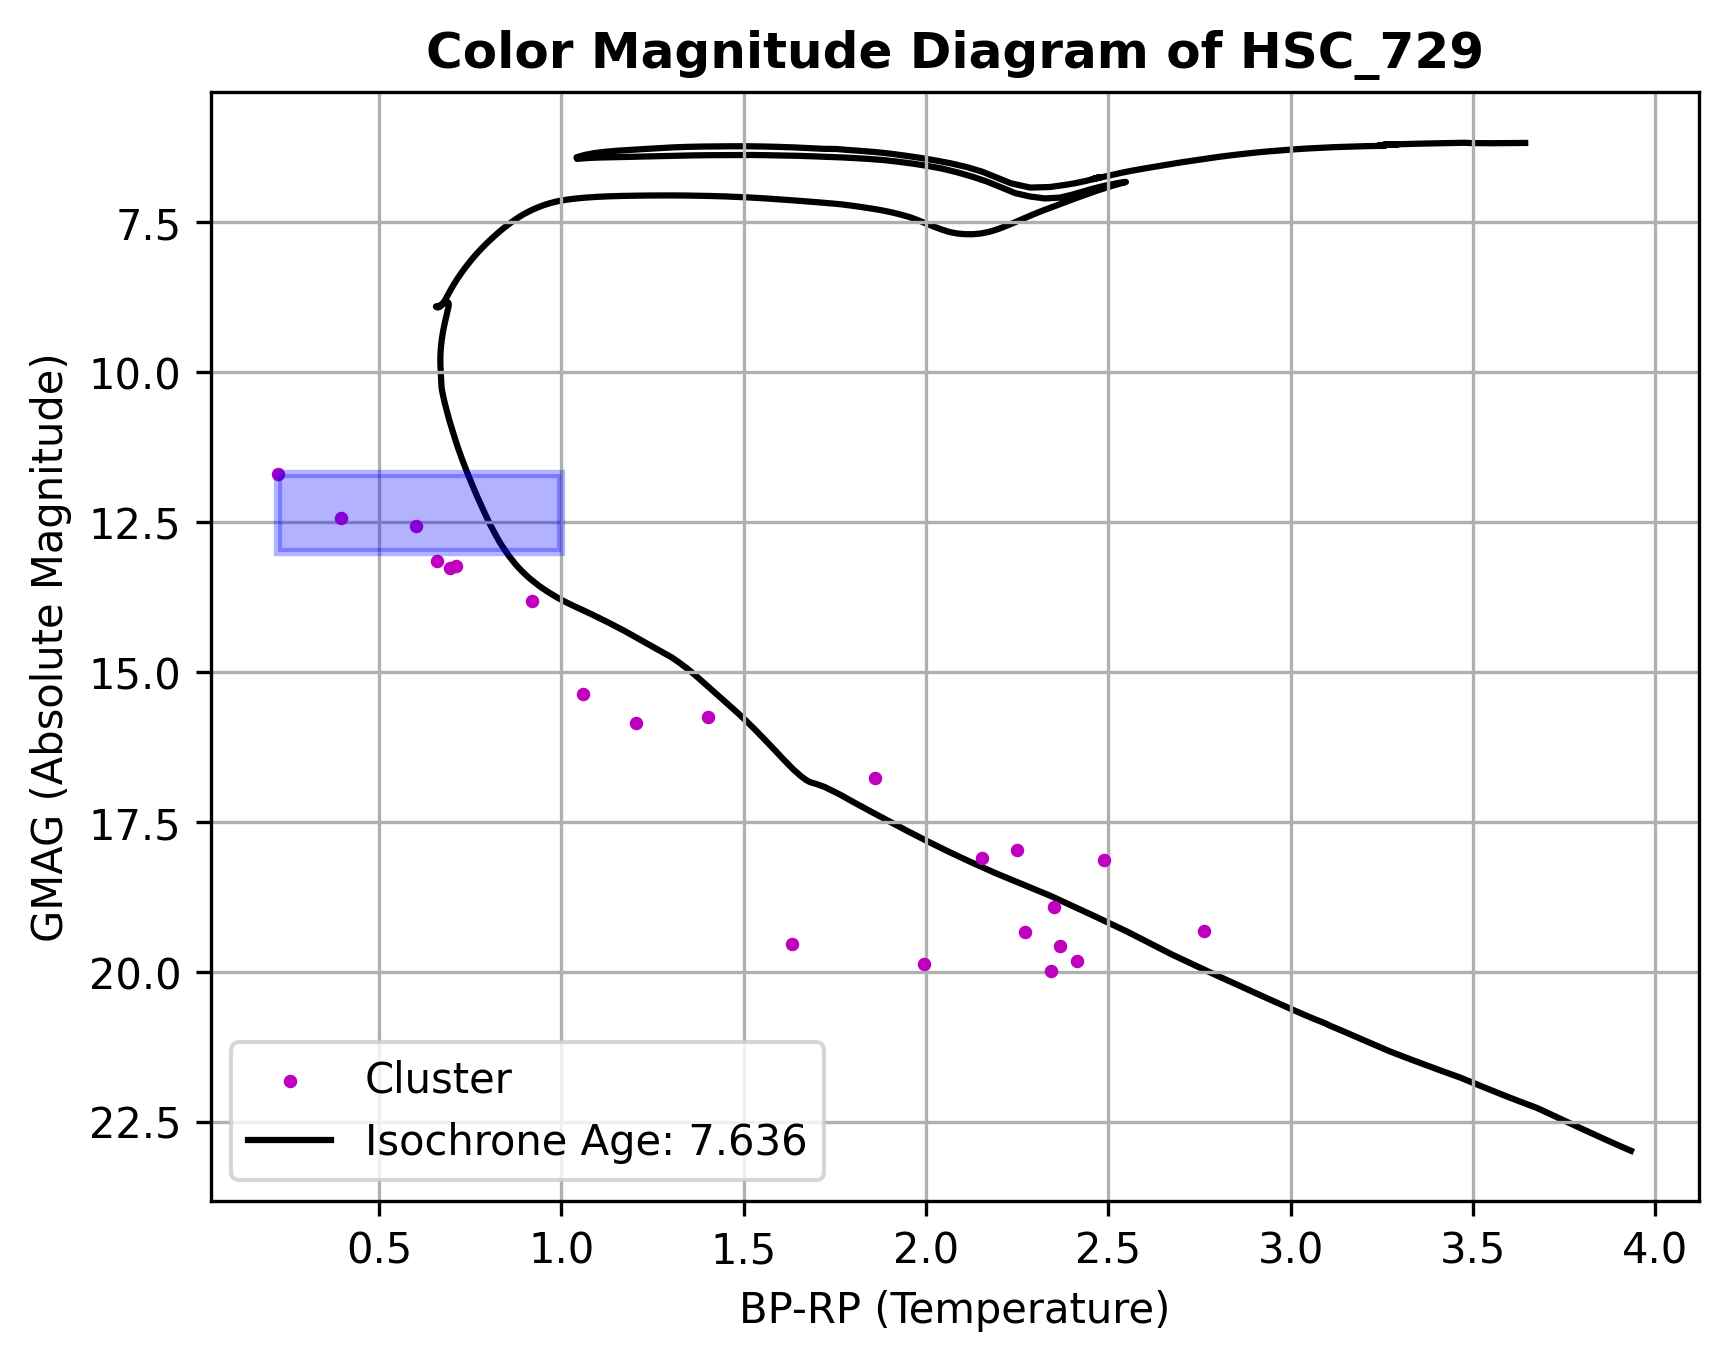 Color Magnitude Diagram of HSC_729
GMAG (Absolute Magnitude)
7.5
10.0
12.5
15.0
17.5
20.0
22.5
Cluster
Isochrone Age: 7.636
0.5 1.0 1.5 2.0 2.5 3.0 3.5 4.0
BP-RP (Temperature)